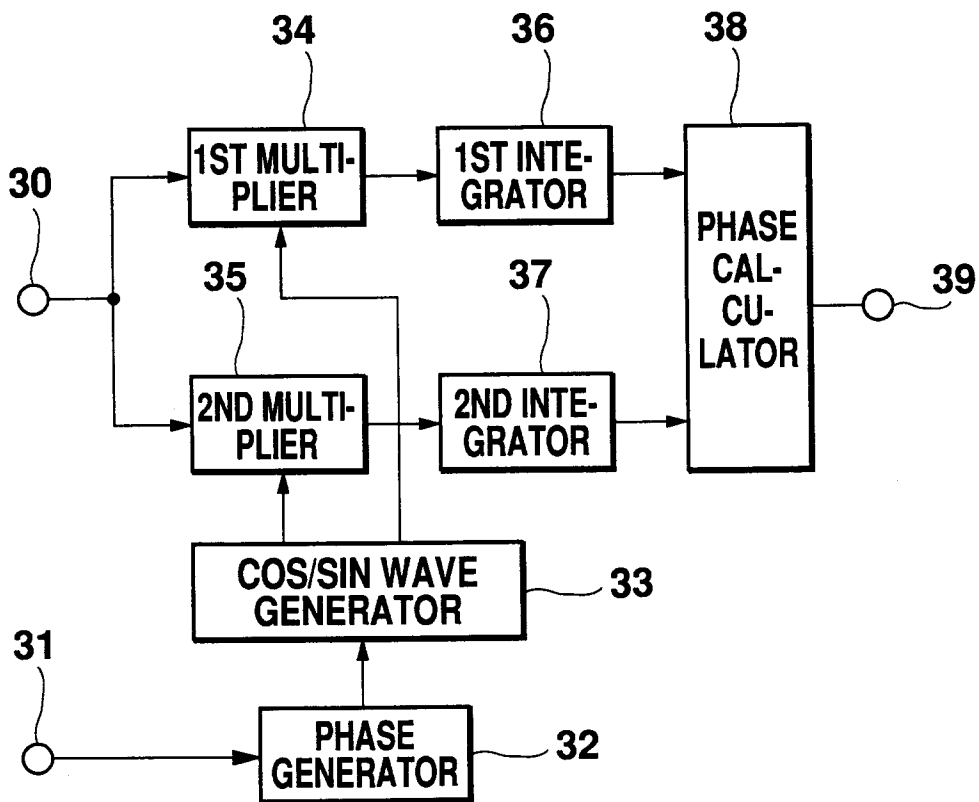 34
36
38
1ST MULTI-
PLIER
1ST INTE-
GRATOR
30
PHASE
CAL-
CU-
LATOR
35
37
39
2ND MULTI-
PLIER
2ND INTE-
GRATOR
COS/SIN WAVE
GENERATOR
33
31
PHASE
GENERATOR
32